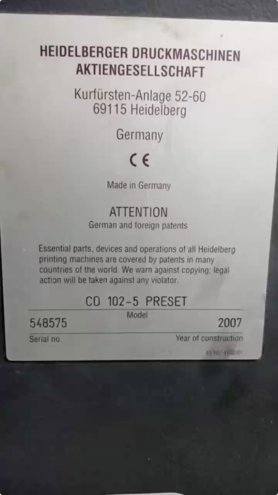 HEIDELBERGER DRUCKMASCHINEN
AKTIENGESELLSCHAFT
Kurfürsten-Anlage 52-60
69115 Heidelberg
Germany
CE
Made in Germany
ATTENTION
German and foreign patents
Essential parts, devices and operations of all Heidelberg
printing machines are covered by patents in many
countries of the world. We warn against copying; legal
action will be taken against any violator.
CD 102-5 PRESET
Model
548575 2007
Serial no. Year of construction